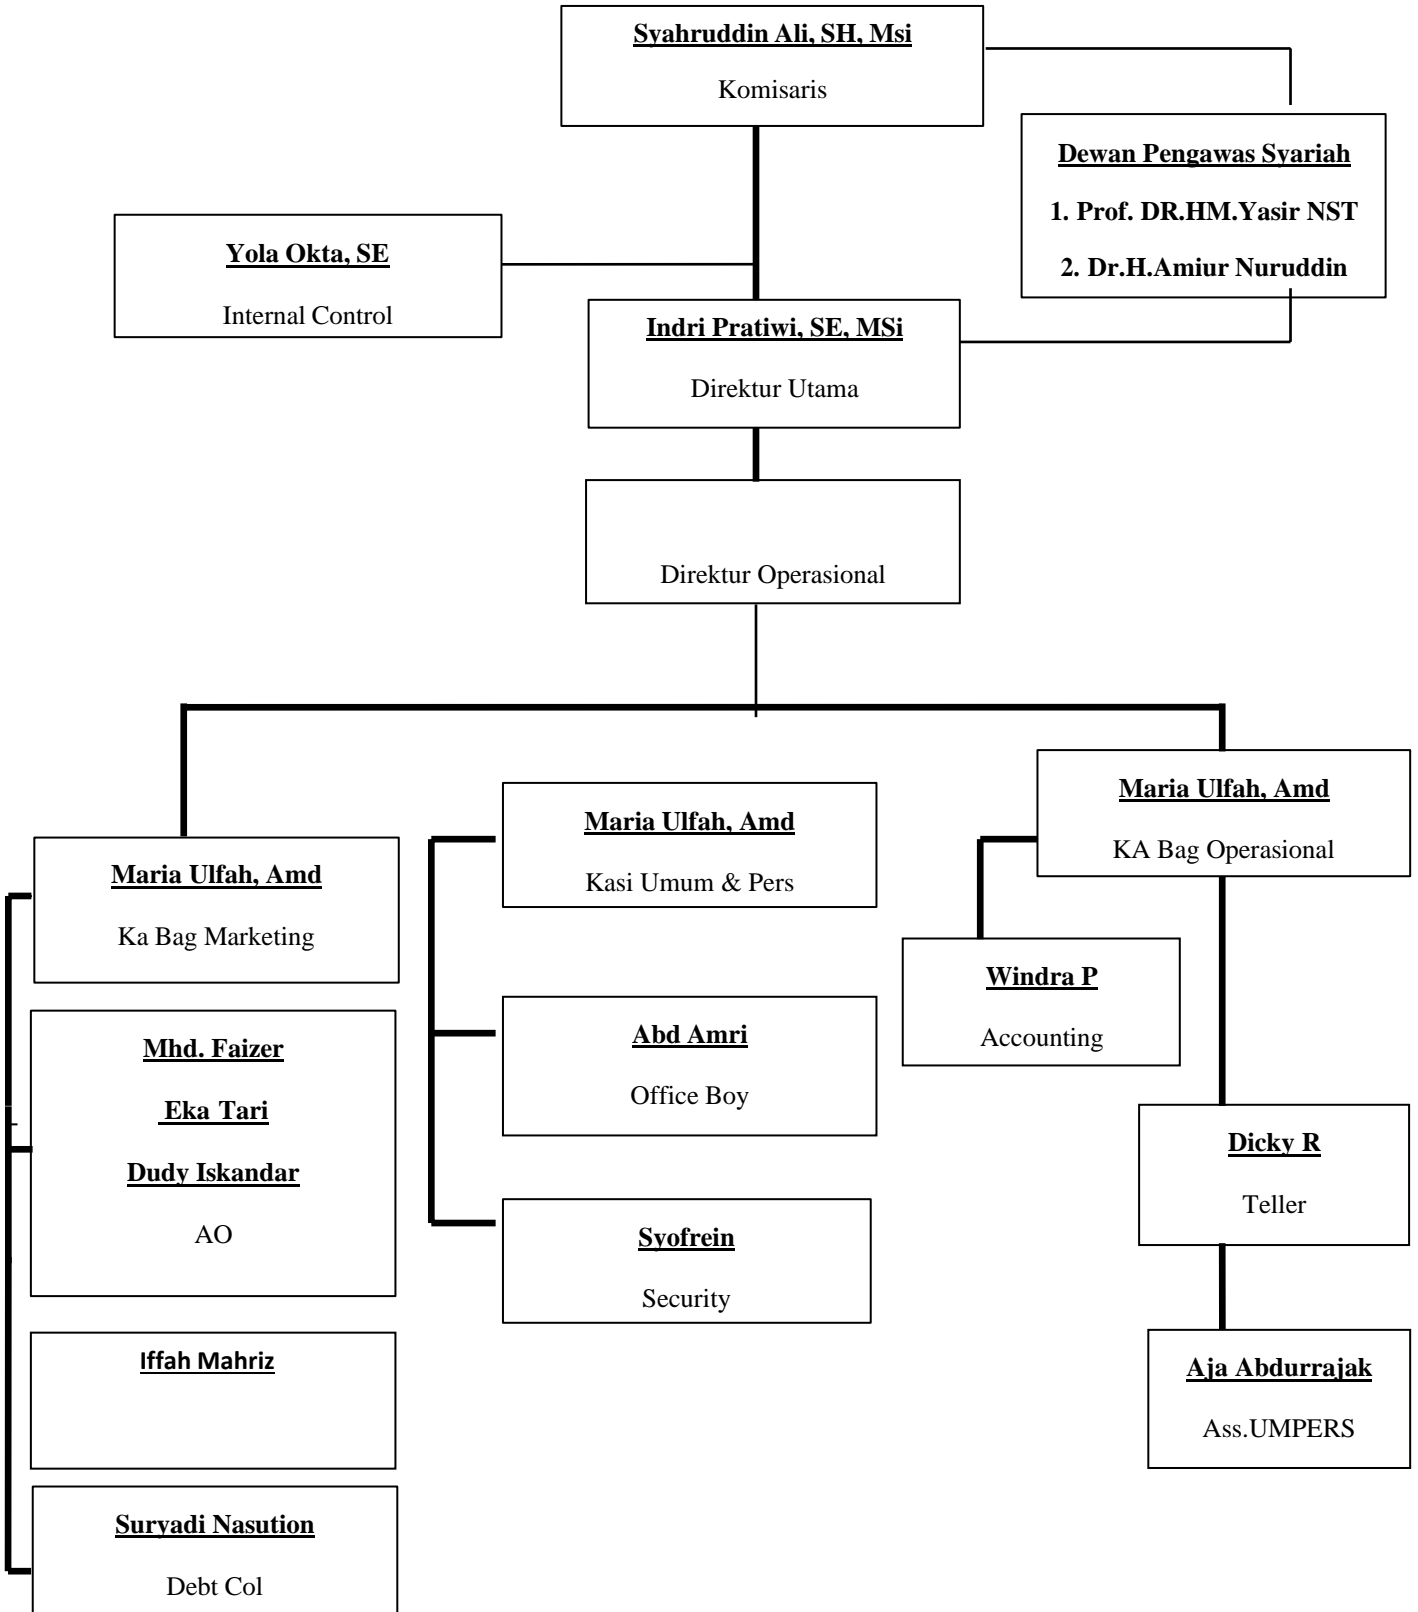 Syahruddin Ali, SH, Msi
Komisaris
Dewan Pengawas Syariah
1. Prof. DR.HM.Yasir NST
2. Dr.H.Amiur Nuruddin
Yola Okta, SE
Internal Control
Indri Pratiwi, SE, MSi
Direktur Utama
Direktur Operasional
Maria Ulfah, Amd
Ka Bag Marketing
Mhd. Faizer
Eka Tari
Dudy Iskandar
AO
Iffah Mahriz
Suryadi Nasution
Debt Col
Maria Ulfah, Amd
Kasi Umum & Pers
Abd Amri
Office Boy
Syofrein
Security
Maria Ulfah, Amd
KA Bag Operasional
Windra P
Accounting
Dicky R
Teller
Aja Abdurrajak
Ass.UMPERS